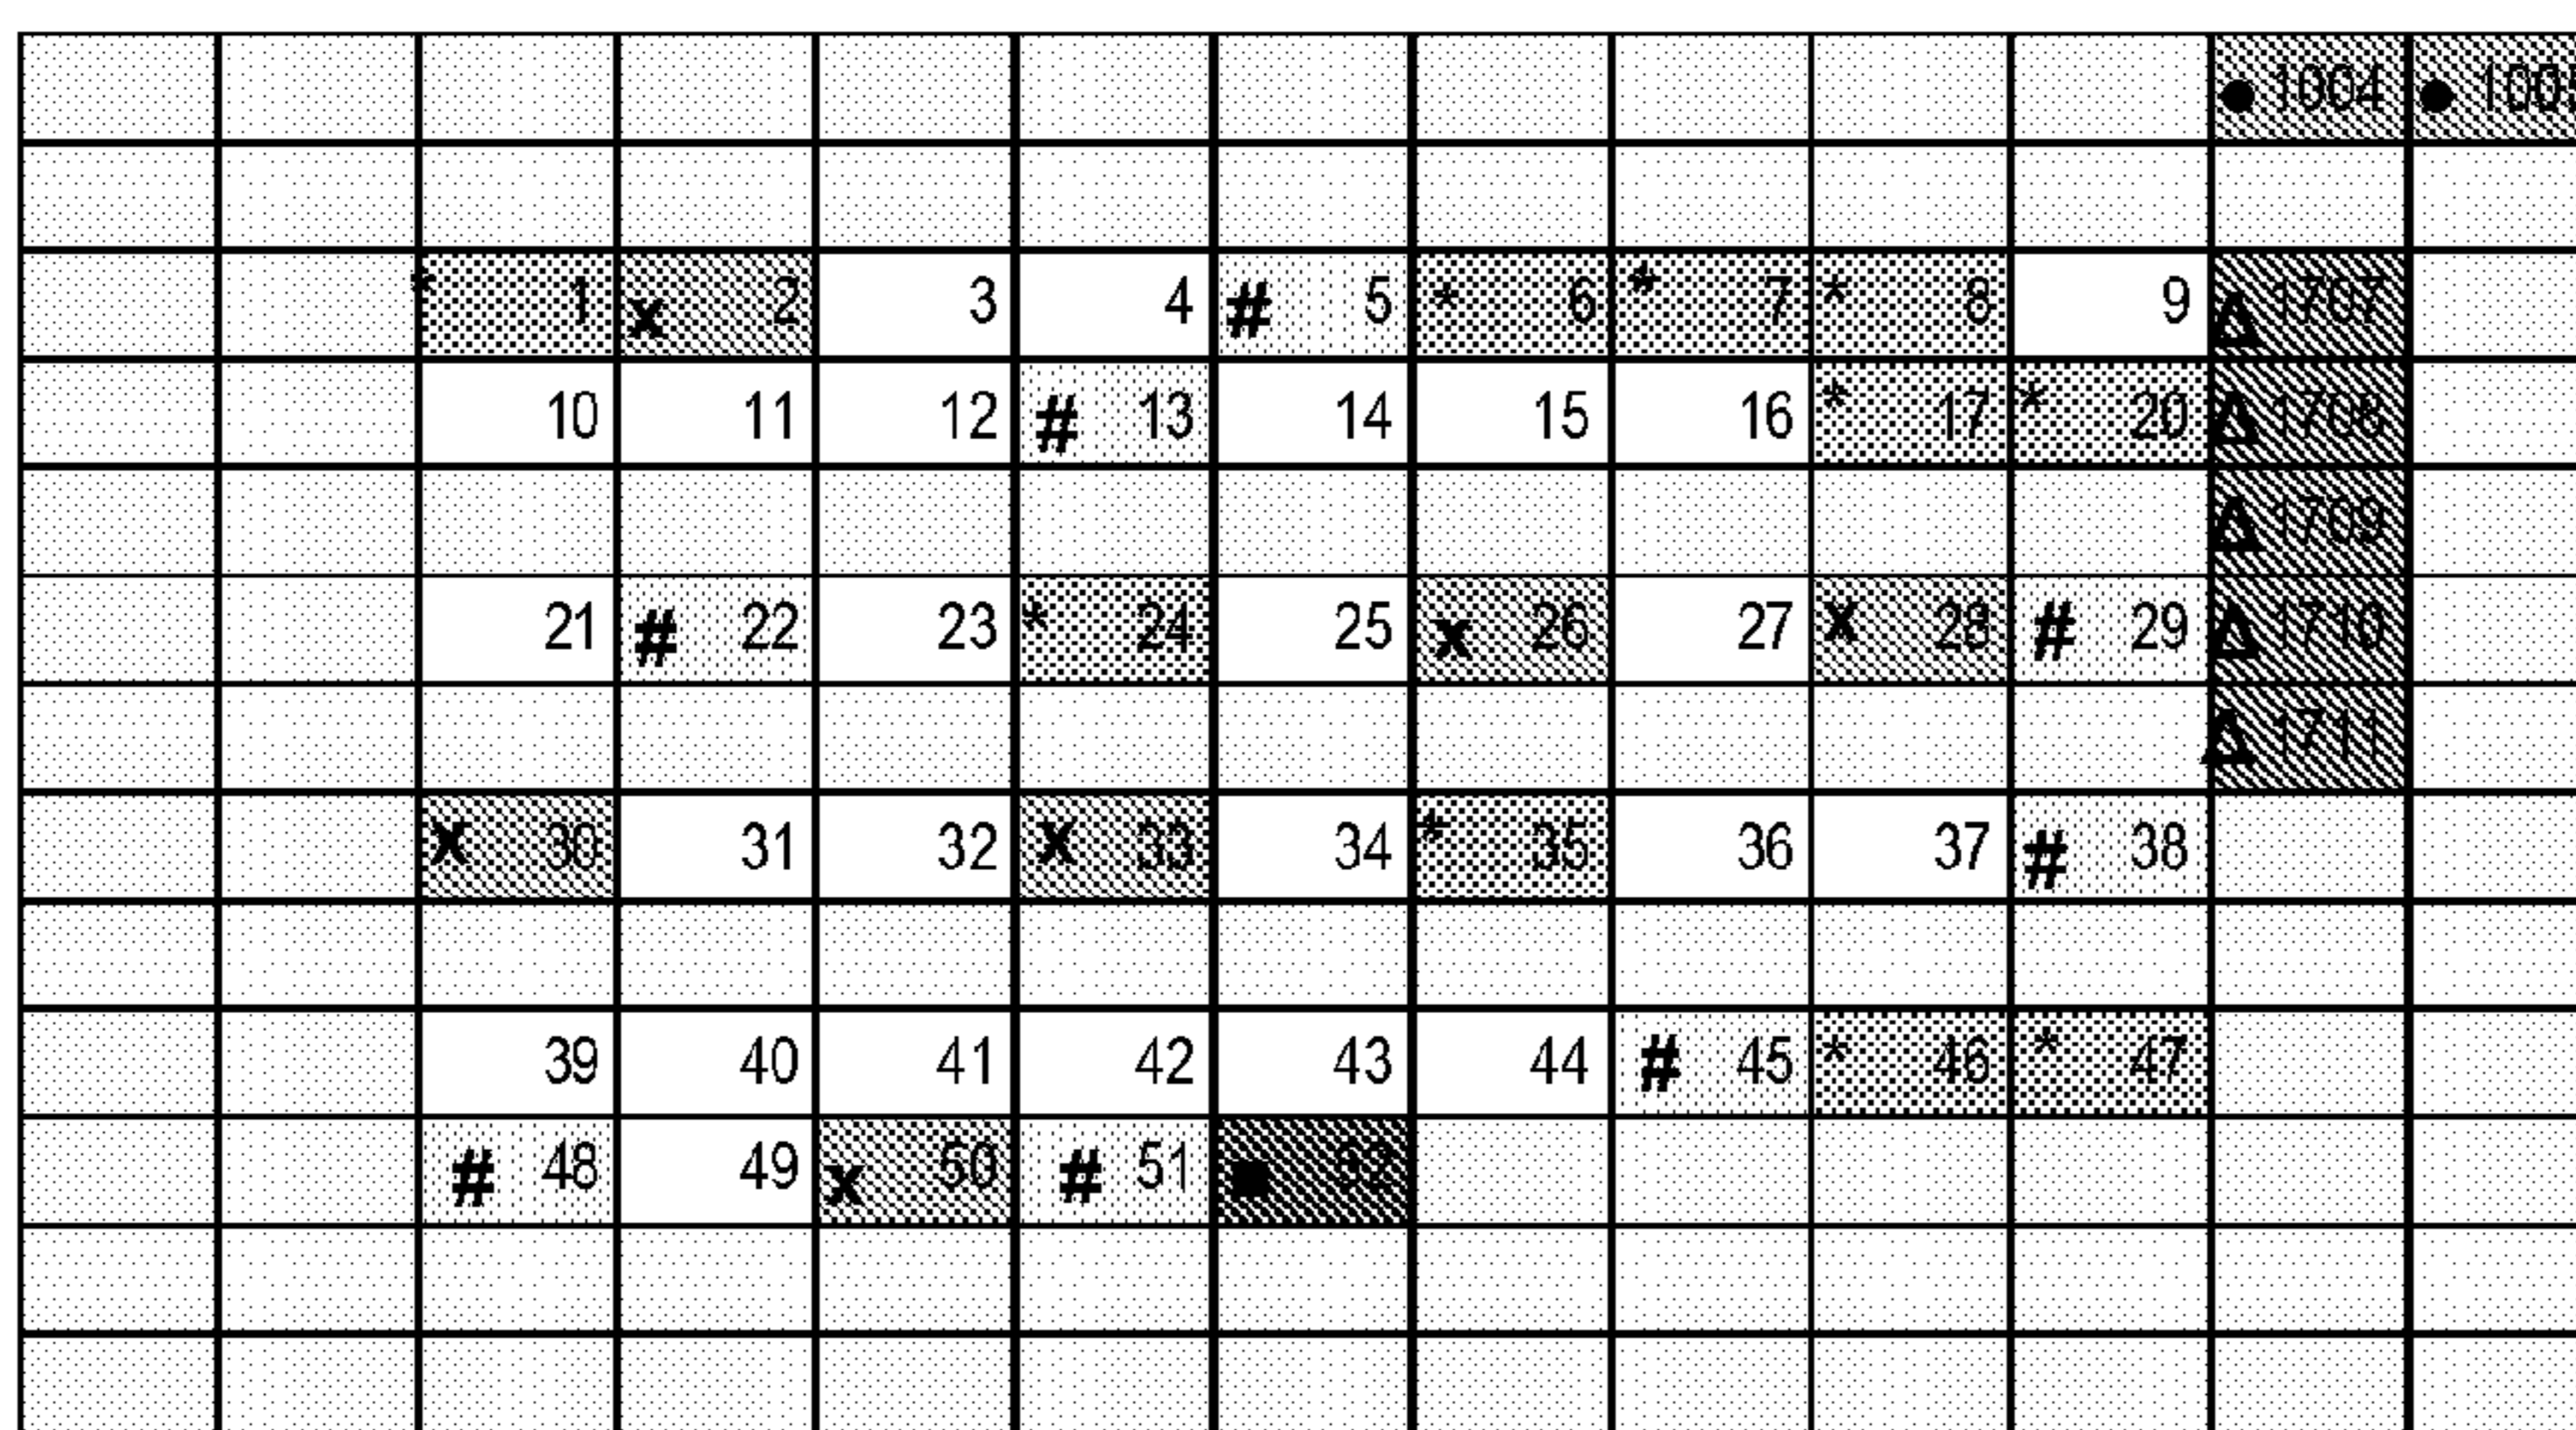 ● 1004 ● 100
* 1 x 2 3 4 # 5 * 6 * 7 * 8 9 Δ 1707
10 11 12 # 13 14 15 16 * 17 * 20 Δ 1708
Δ 1709
21 # 22 23 * 24 25 x 26 27 X 28 # 29 Δ 1710
Δ 1711
X 30 31 32 X 33 34 * 35 36 37 # 38
39 40 41 42 43 44 # 45 * 46 * 47
# 48 49 x 50 # 51 ■